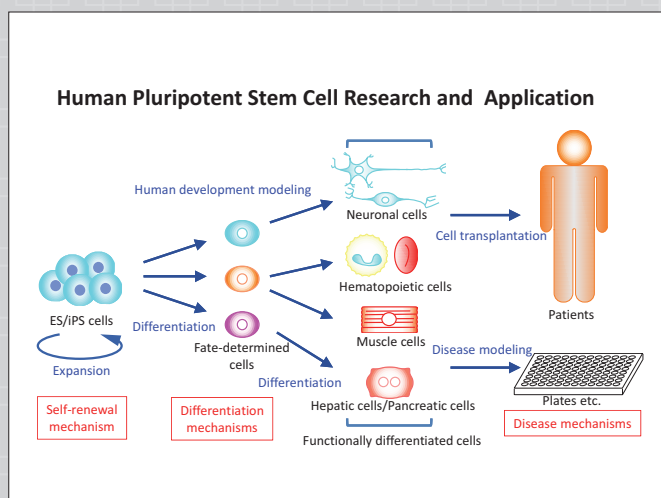 Human Pluripotent Stem Cell Research and Application
Human development modeling
Neuronal cells
Cell transplantation
Hematopoietic cells
ES/iPS cells
Patients
Differentiation
Fate-determined
cells
Muscle cells
Disease modeling
Expansion
Differentiation
Hepatic cells/Pancreatic cells
Plates etc.
Self-renewal
mechanism
Differentiation
mechanisms
Functionally differentiated cells
Disease mechanisms